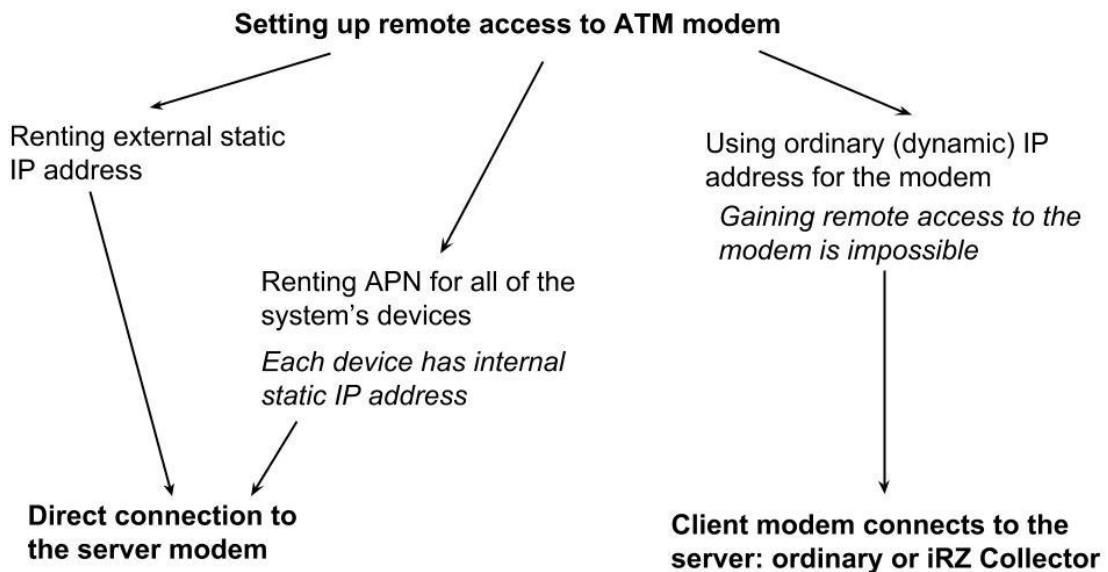 Setting up remote access to ATM modem
Renting external static
IP address
Using ordinary (dynamic) IP
address for the modem
Gaining remote access to the
modem is impossible
Renting APN for all of the
system's devices
Each device has internal
static IP address
Direct connection to
the server modem
Client modem connects to the
server: ordinary or iRZ Collector